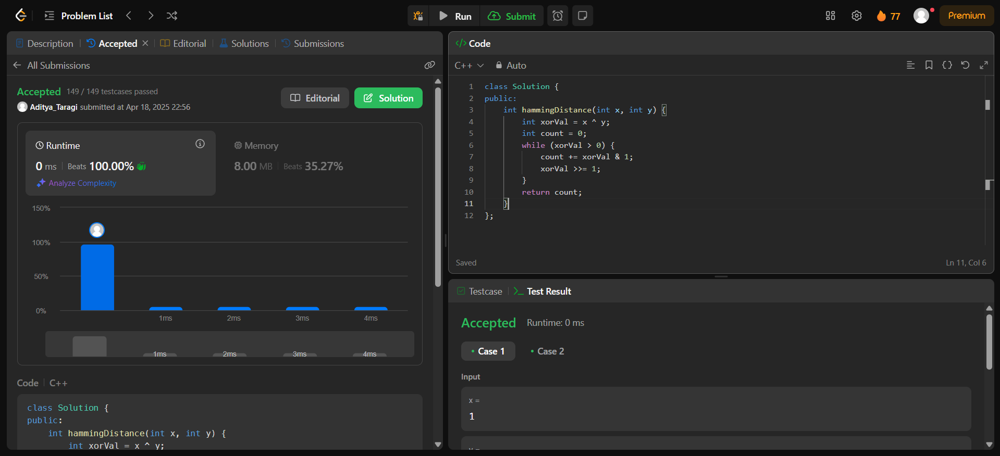 Problem List
Run
Submit
77
Premium
Description
Accepted
Editorial
Solutions
Submissions
All Submissions
Accepted 149 / 149 testcases passed
Aditya_Taragi submitted at Apr 18, 2025 22:56
Editorial
Solution
Runtime
0 ms Beats 100.00%
Analyze Complexity
Memory
8.00 MB Beats 35.27%
150%
100%
50%
0%
1ms 2ms 3ms 4ms
1ms 2ms 3ms 4ms
Code C++
class Solution {
public:
    int hammingDistance(int x, int y) {
        int xorVal = x ^ y;
</> Code
C++ Auto
1 class Solution {
2 public:
3     int hammingDistance(int x, int y) {
4         int xorVal = x ^ y;
5         int count = 0;
6         while (xorVal > 0) {
7             count += xorVal & 1;
8             xorVal >>= 1;
9         }
10         return count;
11     }
12 };
Saved
Ln 11, Col 6
Testcase
>_ Test Result
Accepted Runtime: 0 ms
Case 1
Case 2
Input
x =
1
y =